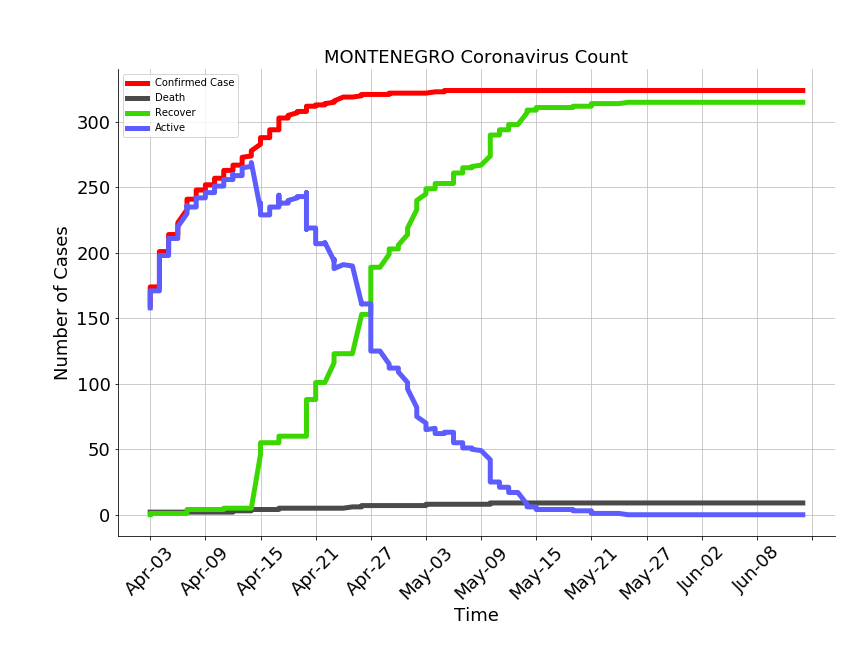 MONTENEGRO Coronavirus Count
Confirmed Case
Death
Recover
Active
Number of Cases
300
250
200
150
100
50
0
Apr-03
Apr-09
Apr-15
Apr-21
Apr-27
May-03
May-09
May-15
May-21
May-27
Jun-02
Jun-08
Time